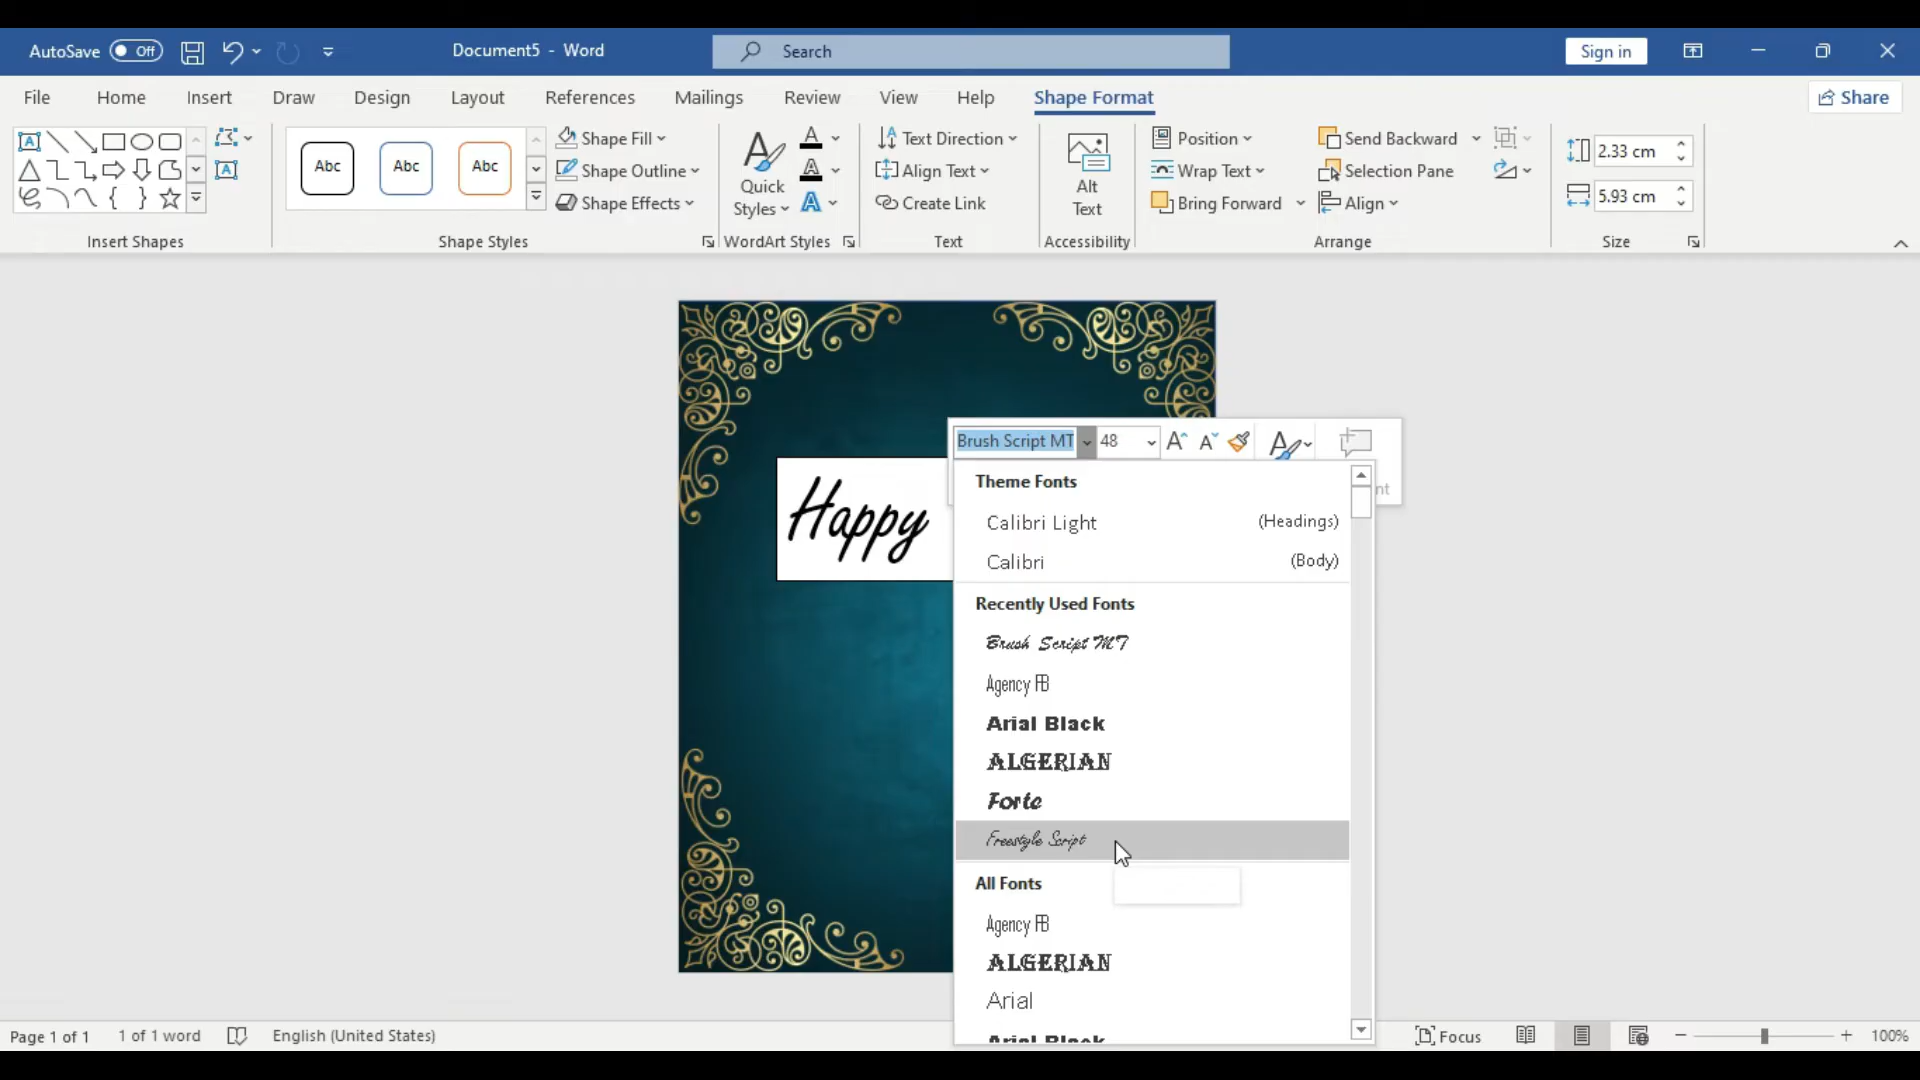 AutoSave Off Document5 - Word Search Sign in
File Home Insert Draw Design Layout References Mailings Review View Help Shape Format Share
Abc Abc Abc
Shape Fill
Shape Outline
Shape Effects
Quick
Styles
Text Direction
Align Text
Create Link
Alt
Text
Position
Wrap Text
Bring Forward
Send Backward
Selection Pane
Align
2.33 cm
5.93 cm
Insert Shapes Shape Styles WordArt Styles Text Accessibility Arrange Size
Brush Script MT 48
Happy
Theme Fonts
Calibri Light (Headings)
Calibri (Body)
Recently Used Fonts
Brush Script MT
Agency FB
Arial Black
ALGERIAN
Forte
Freestyle Script
All Fonts
Agency FB
ALGERIAN
Arial
Arial Black
Page 1 of 1 1 of 1 word English (United States) Focus 100%